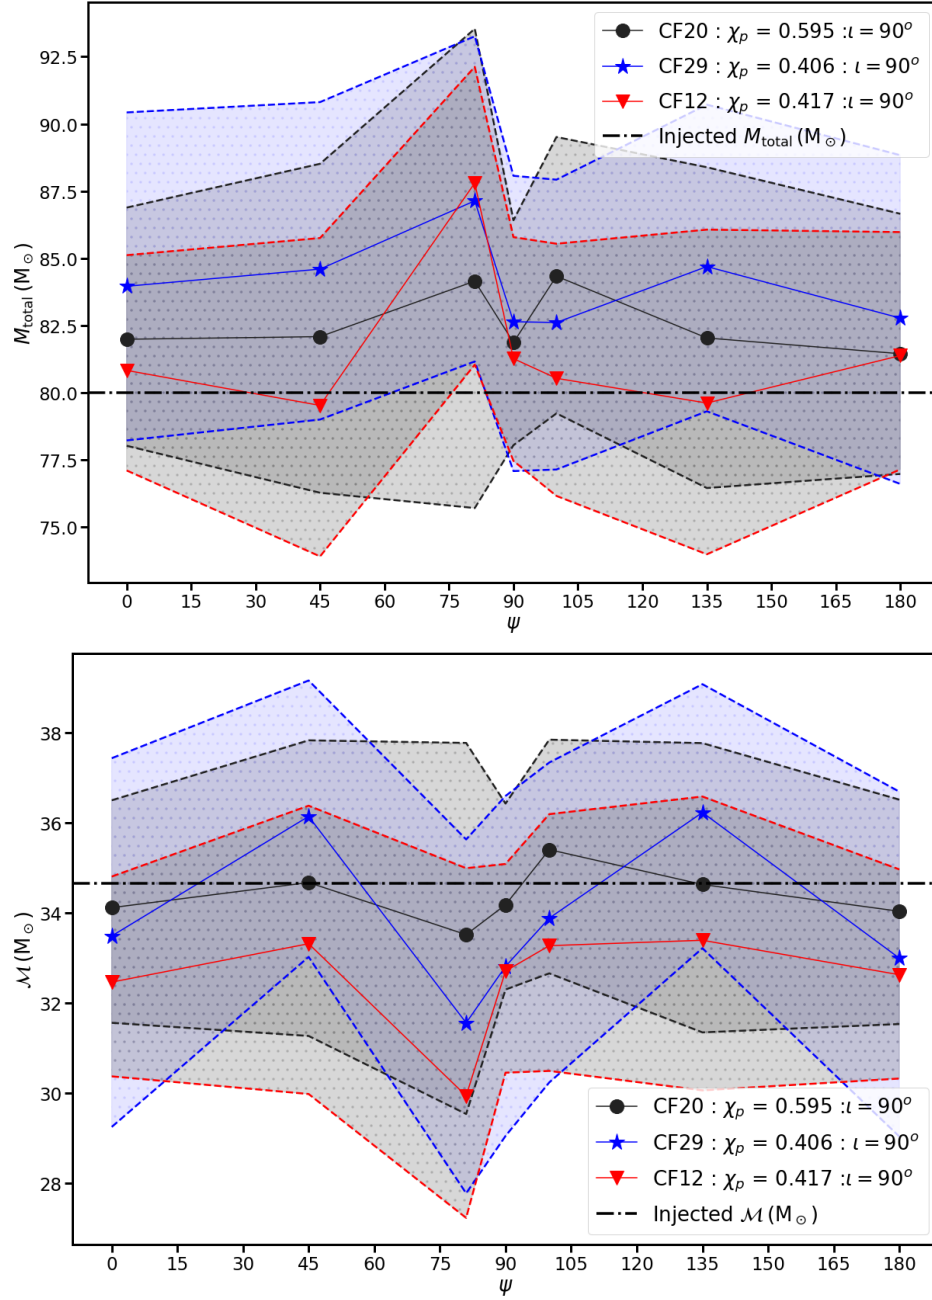 CF20 : χp = 0.595 :ι = 90°
CF29 : χp = 0.406 : ι = 90°
CF12 : χp = 0.417 :ι = 90°
Injected Mtotal (M⊙)
92.5
90.0
87.5
85.0
82.5
80.0
77.5
75.0
Mtotal (M⊙)
0 15 30 45 60 75 90 105 120 135 150 165 180
ψ
38
36
34
32
30
28
ℳ (M⊙)
CF20 : χp = 0.595 :ι = 90°
CF29 : χp = 0.406 : ι = 90°
CF12 : χp = 0.417 :ι = 90°
Injected ℳ (M⊙)
0 15 30 45 60 75 90 105 120 135 150 165 180
ψ